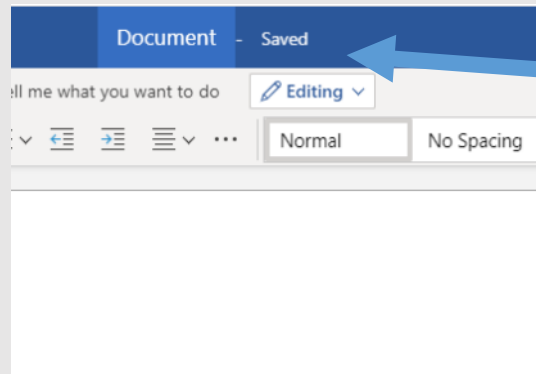 Document - Saved
ll me what you want to do Editing
Normal No Spacing